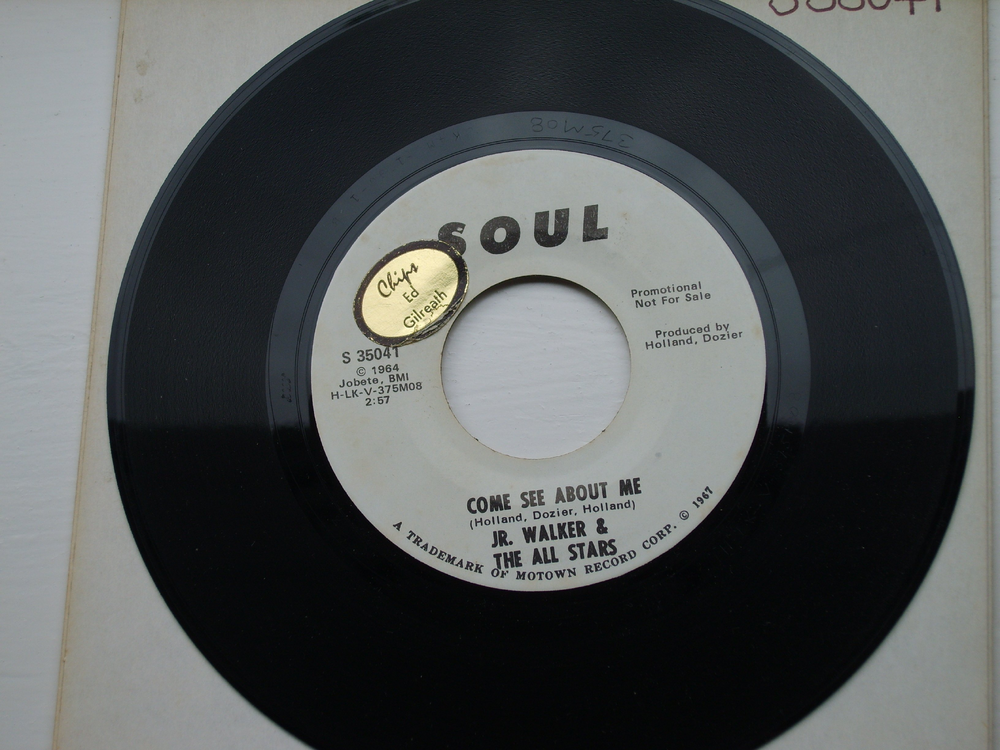 375M08
SOUL
Chips
Ed
Gilreath
Promotional
Not For Sale
Produced by
Holland, Dozier
S 35041
© 1964
Jobete, BMI
H-LK-V-375M08
2:57
COME SEE ABOUT ME
(Holland, Dozier, Holland)
JR. WALKER &
THE ALL STARS
A TRADEMARK OF MOTOWN RECORD CORP. © 1967